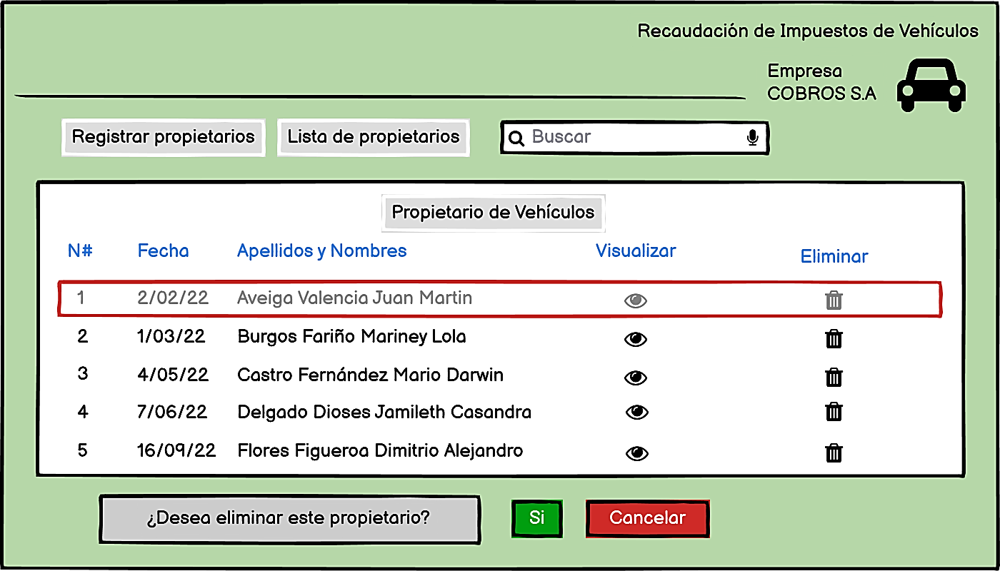 Recaudación de Impuestos de Vehículos
Empresa
COBROS S.A
Registrar propietarios
Lista de propietarios
Buscar
Propietario de Vehículos
N# Fecha Apellidos y Nombres Visualizar Eliminar
1 2/02/22 Aveiga Valencia Juan Martin
2 1/03/22 Burgos Fariño Mariney Lola
3 4/05/22 Castro Fernández Mario Darwin
4 7/06/22 Delgado Dioses Jamileth Casandra
5 16/09/22 Flores Figueroa Dimitrio Alejandro
¿Desea eliminar este propietario?
Si
Cancelar